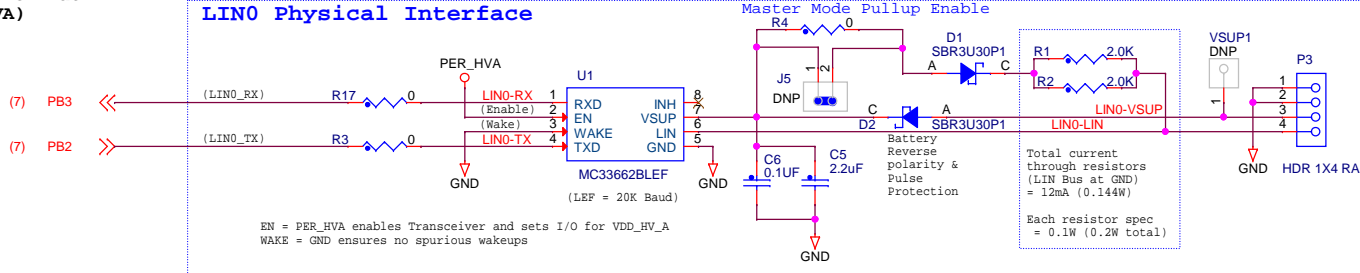 VA)
LIN0 Physical Interface
Master Mode Pullup Enable
R4
0
D1
SBR3U30P1
A
C
R1
2.0K
R2
2.0K
VSUP1
DNP
1
P3
1
2
3
4
HDR 1X4 RA
GND
PER_HVA
U1
J5
DNP
1
2
(7)
PB3
(LIN0_RX)
R17
0
LIN0-RX
(Enable)
(Wake)
(7)
PB2
(LIN0_TX)
R3
0
LIN0-TX
1
2
3
4
RXD
EN
WAKE
TXD
INH
VSUP
LIN
GND
8
7
6
5
MC33662BLEF
(LEF = 20K Baud)
GND
GND
C
A
D2
SBR3U30P1
LIN0-VSUP
LIN0-LIN
Battery
Reverse
polarity &
Pulse
Protection
C6
0.1UF
C5
2.2uF
GND
Total current
through resistors
(LIN Bus at GND)
= 12mA (0.144W)
Each resistor spec
= 0.1W (0.2W total)
EN = PER_HVA enables Transceiver and sets I/O for VDD_HV_A
WAKE = GND ensures no spurious wakeups